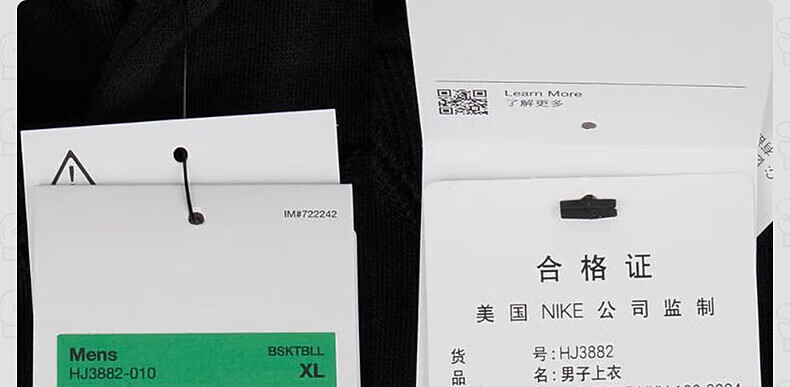 Learn More
了解更多
IM#722242
Mens
BSKTBLL
HJ3882-010
XL
合格证
美国 NIKE 公司监制
货 号: HJ3882
品 名: 男子上衣